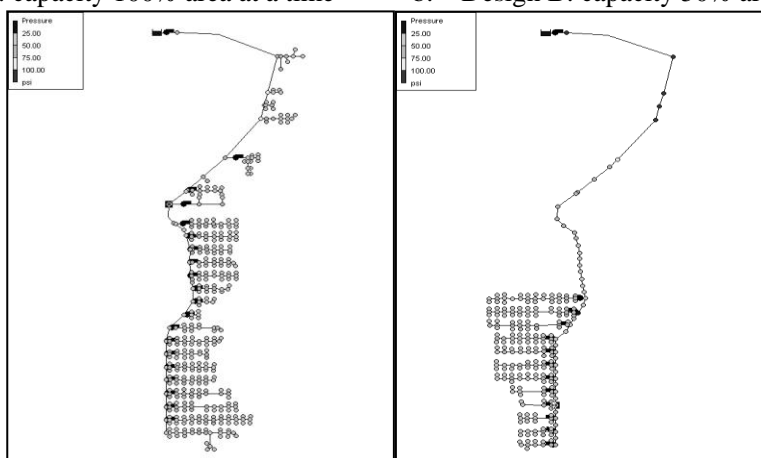 capacity 100% area at a time
Design B: capacity 50% ar
Pressure
25.00
50.00
75.00
100.00
psi
Pressure
25.00
50.00
75.00
100.00
psi